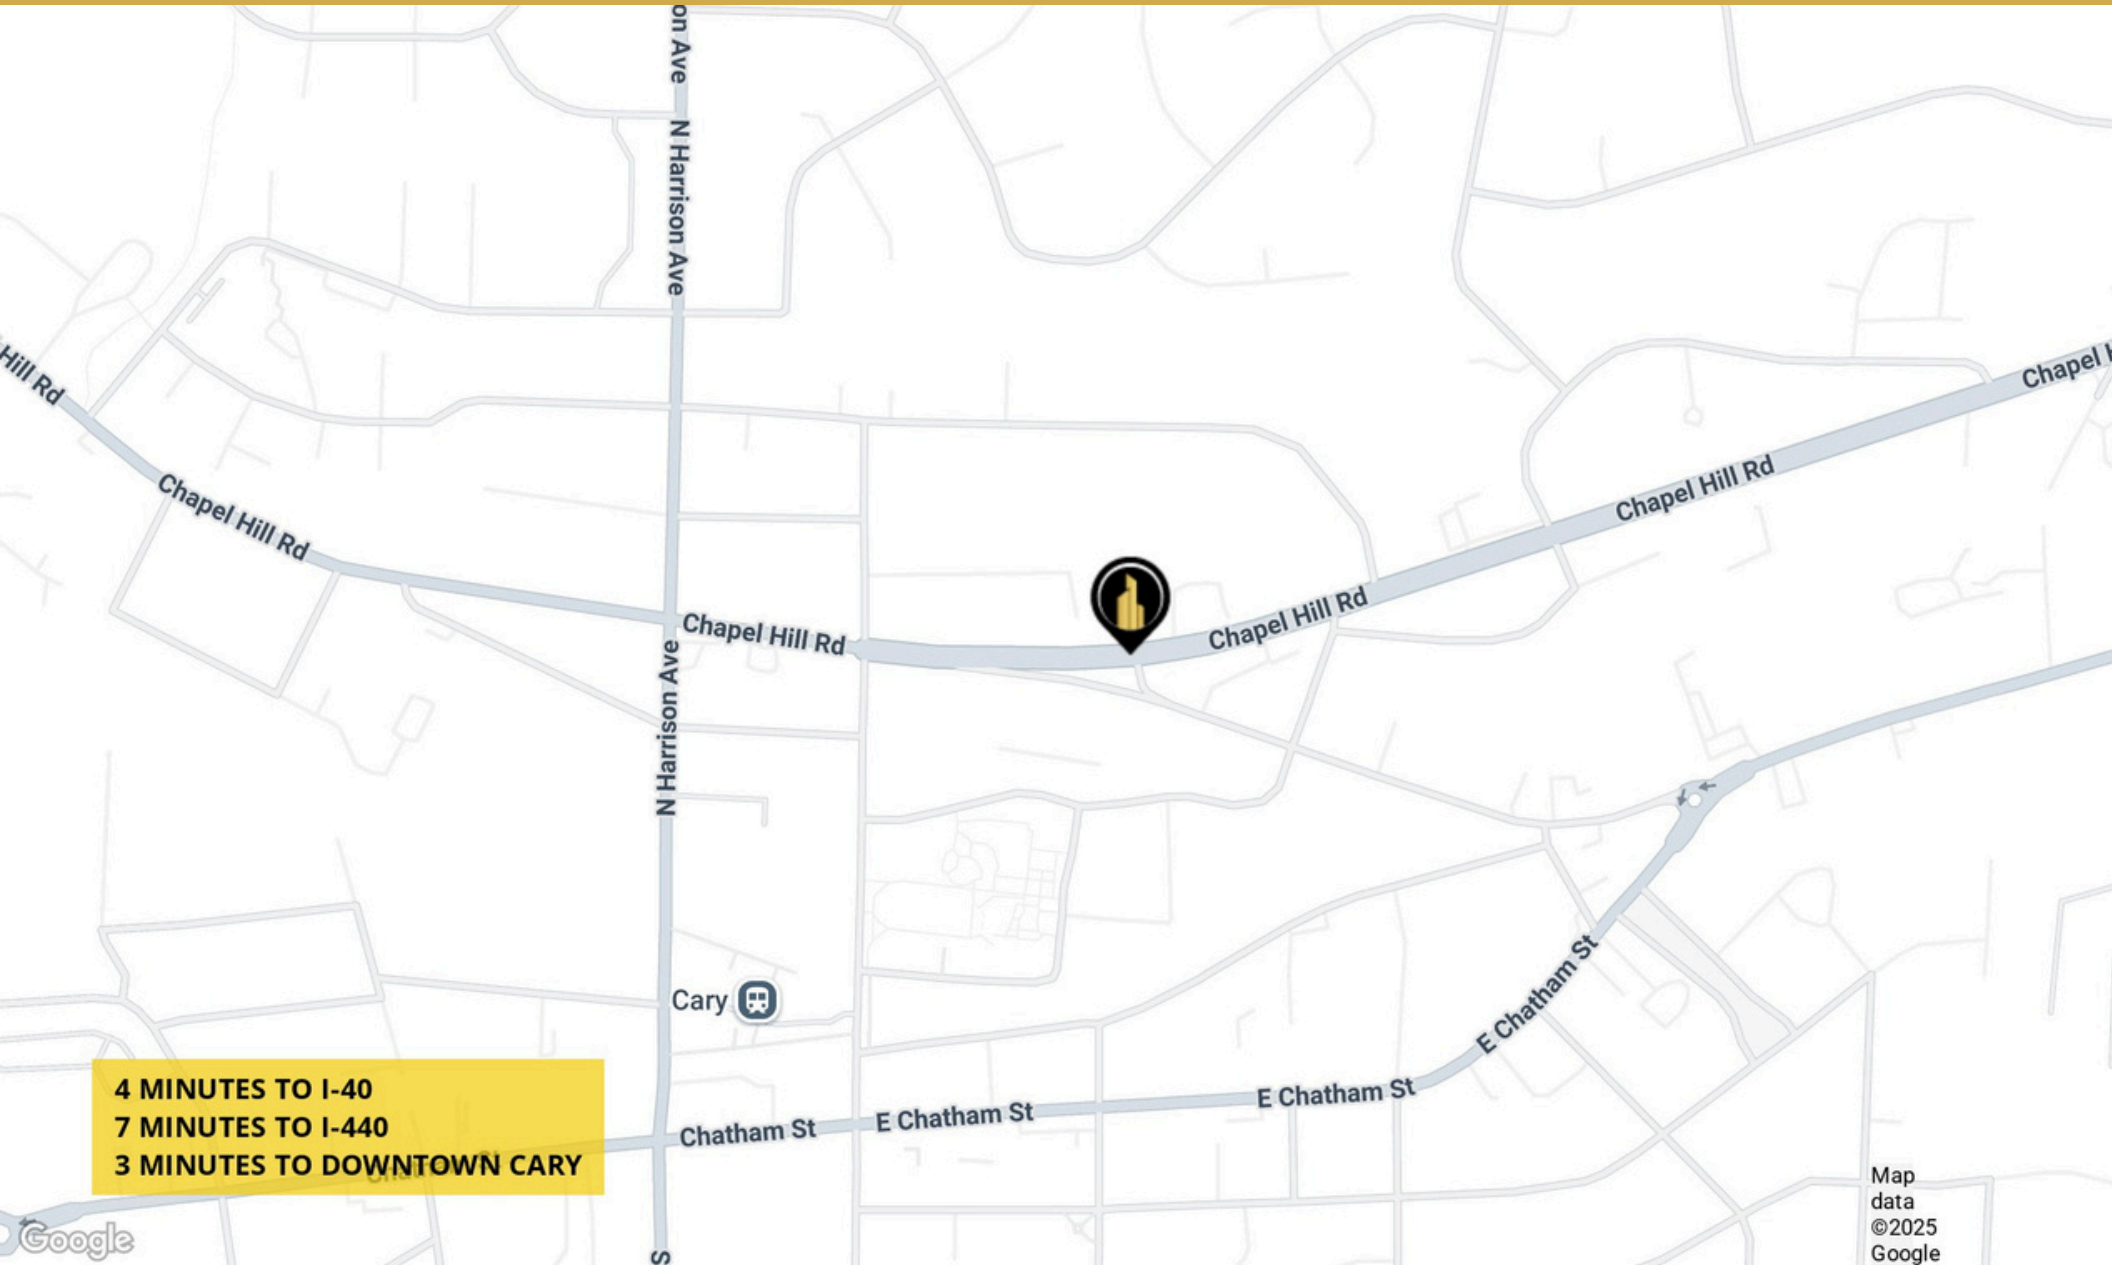 on Ave
N Harrison Ave
Hill Rd
Chapel H
Chapel Hill Rd
Chapel Hill Rd
Chapel Hill Rd
Chapel Hill Rd
N Harrison Ave
Cary
E Chatham St
E Chatham St
E Chatham St
Chatham St
4 MINUTES TO I-40
7 MINUTES TO I-440
3 MINUTES TO DOWNTOWN CARY
Chatham St
S
Google
Map
data
©2025
Google